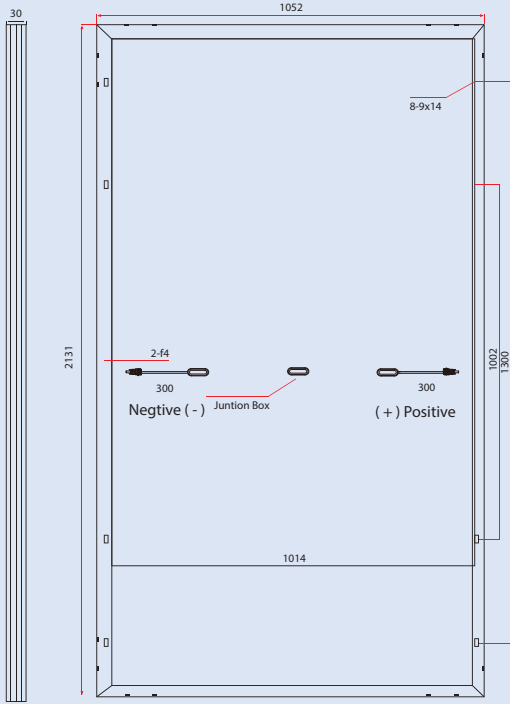 30
1052
8-9x14
2131
1002
1300
2-f4
300
Negtive ( - )
Juntion Box
300
( + ) Positive
1014